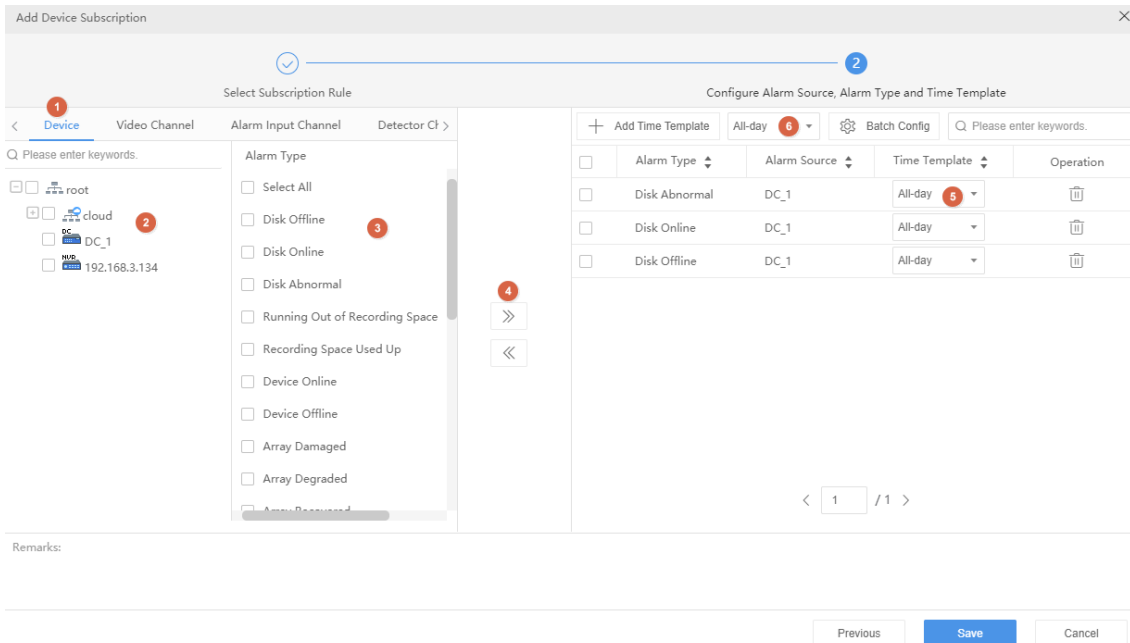 Add Device Subscription
2
Select Subscription Rule
Configure Alarm Source, Alarm Type and Time Template
1
Device Video Channel Alarm Input Channel Detector Ch
Please enter keywords.
root
cloud
2
DC
DC_1
NVR
192.168.3.134
Alarm Type
Select All
Disk Offline
3
Disk Online
Disk Abnormal
Running Out of Recording Space
Recording Space Used Up
Device Online
Device Offline
Array Damaged
Array Degraded
Array Recovered
4
Add Time Template All-day 6 Batch Config Please enter keywords.
Alarm Type Alarm Source Time Template Operation
Disk Abnormal DC_1 All-day 5
Disk Online DC_1 All-day
Disk Offline DC_1 All-day
1 / 1
Remarks:
Previous Save Cancel